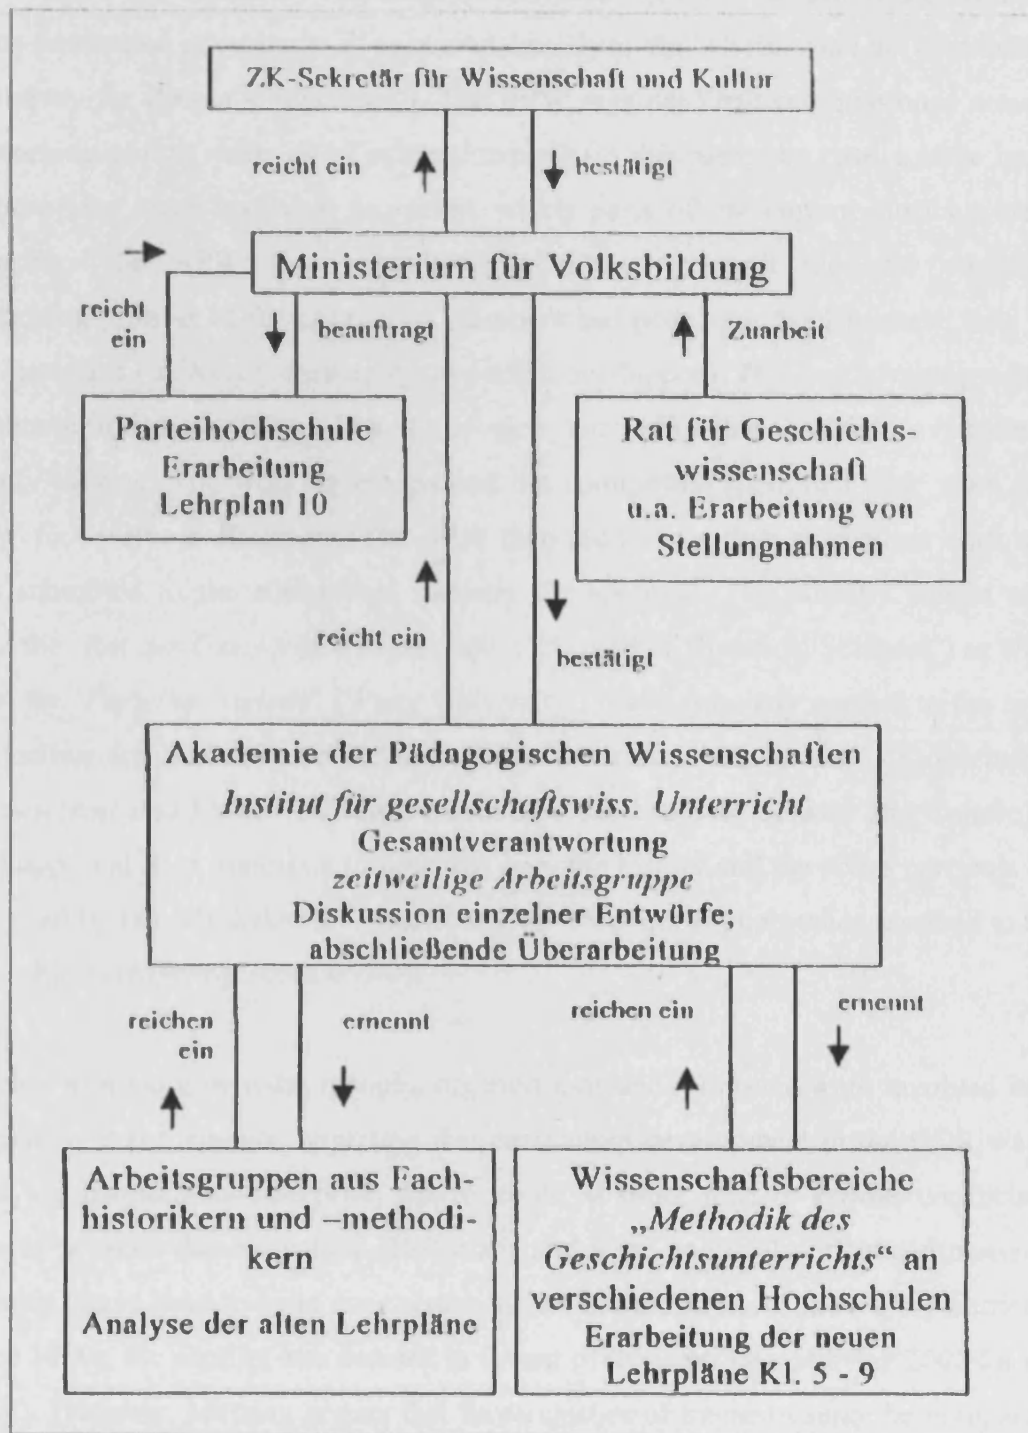 ZK-Sekretär für Wissenschaft und Kultur
reicht ein
bestätigt
Ministerium für Volksbildung
reicht
ein
beauftragt
Zuarbeit
Parteihochschule
Erarbeitung
Lehrplan 10
Rat für Geschichts-
wissenschaft
u.a. Erarbeitung von
Stellungnahmen
reicht ein
bestätigt
Akademie der Pädagogischen Wissenschaften
Institut für gesellschaftswiss. Unterricht
Gesamtverantwortung
zeitweilige Arbeitsgruppe
Diskussion einzelner Entwürfe;
abschließende Überarbeitung
reichen
ein
ernennt
reichen ein
ernennt
Arbeitsgruppen aus Fach-
historikern und –methodi-
kern
Analyse der alten Lehrpläne
Wissenschaftsbereiche
„Methodik des
Geschichtsunterrichts“ an
verschiedenen Hochschulen
Erarbeitung der neuen
Lehrpläne Kl. 5 - 9